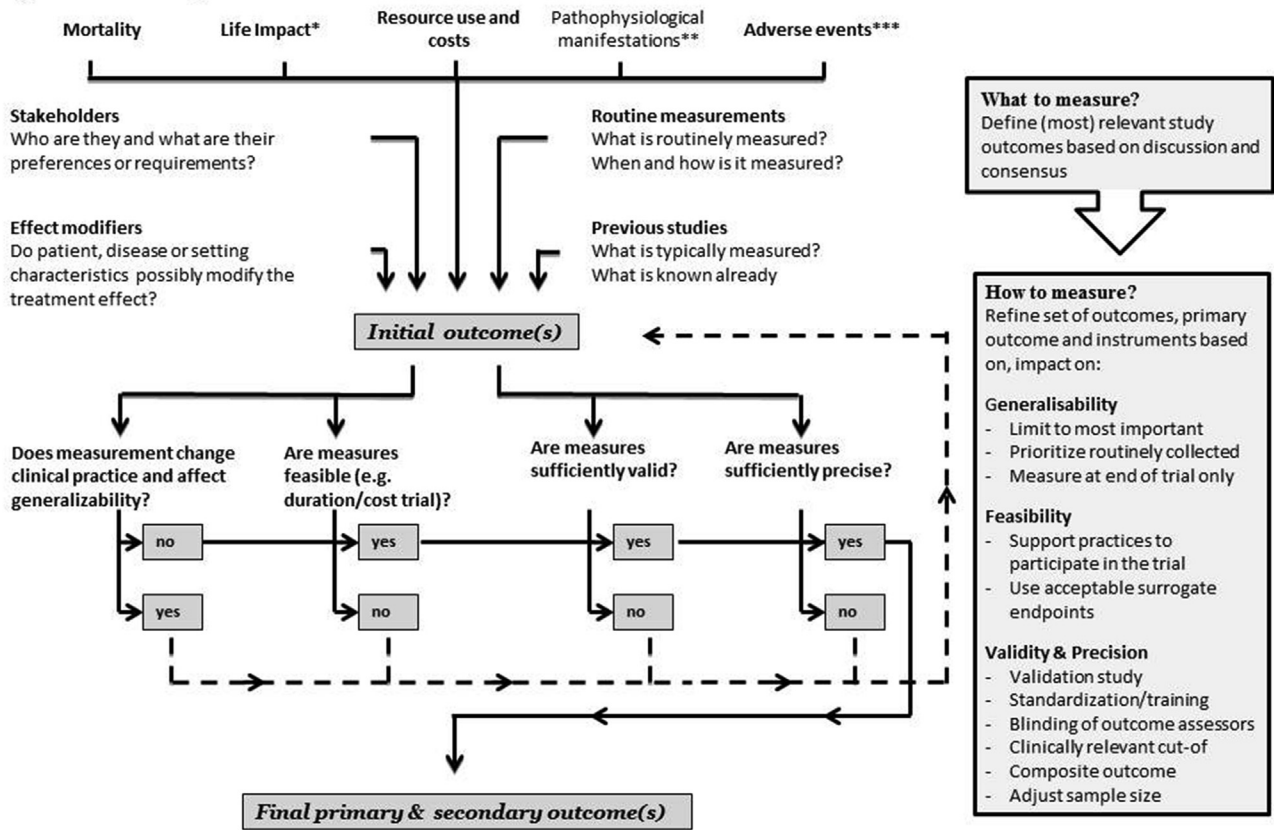 Mortality
Life Impact*
Resource use and
costs
Pathophysiological
manifestations**
Adverse events***
Stakeholders
Who are they and what are their
preferences or requirements?
Routine measurements
What is routinely measured?
When and how is it measured?
Effect modifiers
Do patient, disease or setting
characteristics possibly modify the
treatment effect?
Previous studies
What is typically measured?
What is known already
Initial outcome(s)
Does measurement change
clinical practice and affect
generalizability?
Are measures
feasible (e.g.
duration/cost trial)?
Are measures
sufficiently valid?
Are measures
sufficiently precise?
no
yes
yes
yes
yes
no
no
no
Final primary & secondary outcome(s)
What to measure?
Define (most) relevant study
outcomes based on discussion and
consensus
How to measure?
Refine set of outcomes, primary
outcome and instruments based
on, impact on:
Generalisability
- Limit to most important
- Prioritize routinely collected
- Measure at end of trial only
Feasibility
- Support practices to
participate in the trial
- Use acceptable surrogate
endpoints
Validity & Precision
- Validation study
- Standardization/training
- Blinding of outcome assessors
- Clinically relevant cut-of
- Composite outcome
- Adjust sample size